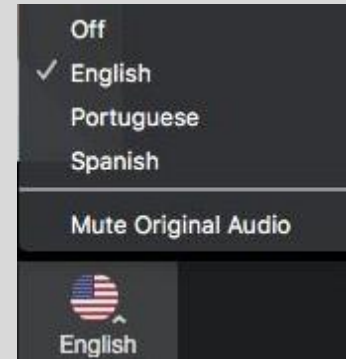 Off
English
Portuguese
Spanish
Mute Original Audio
English